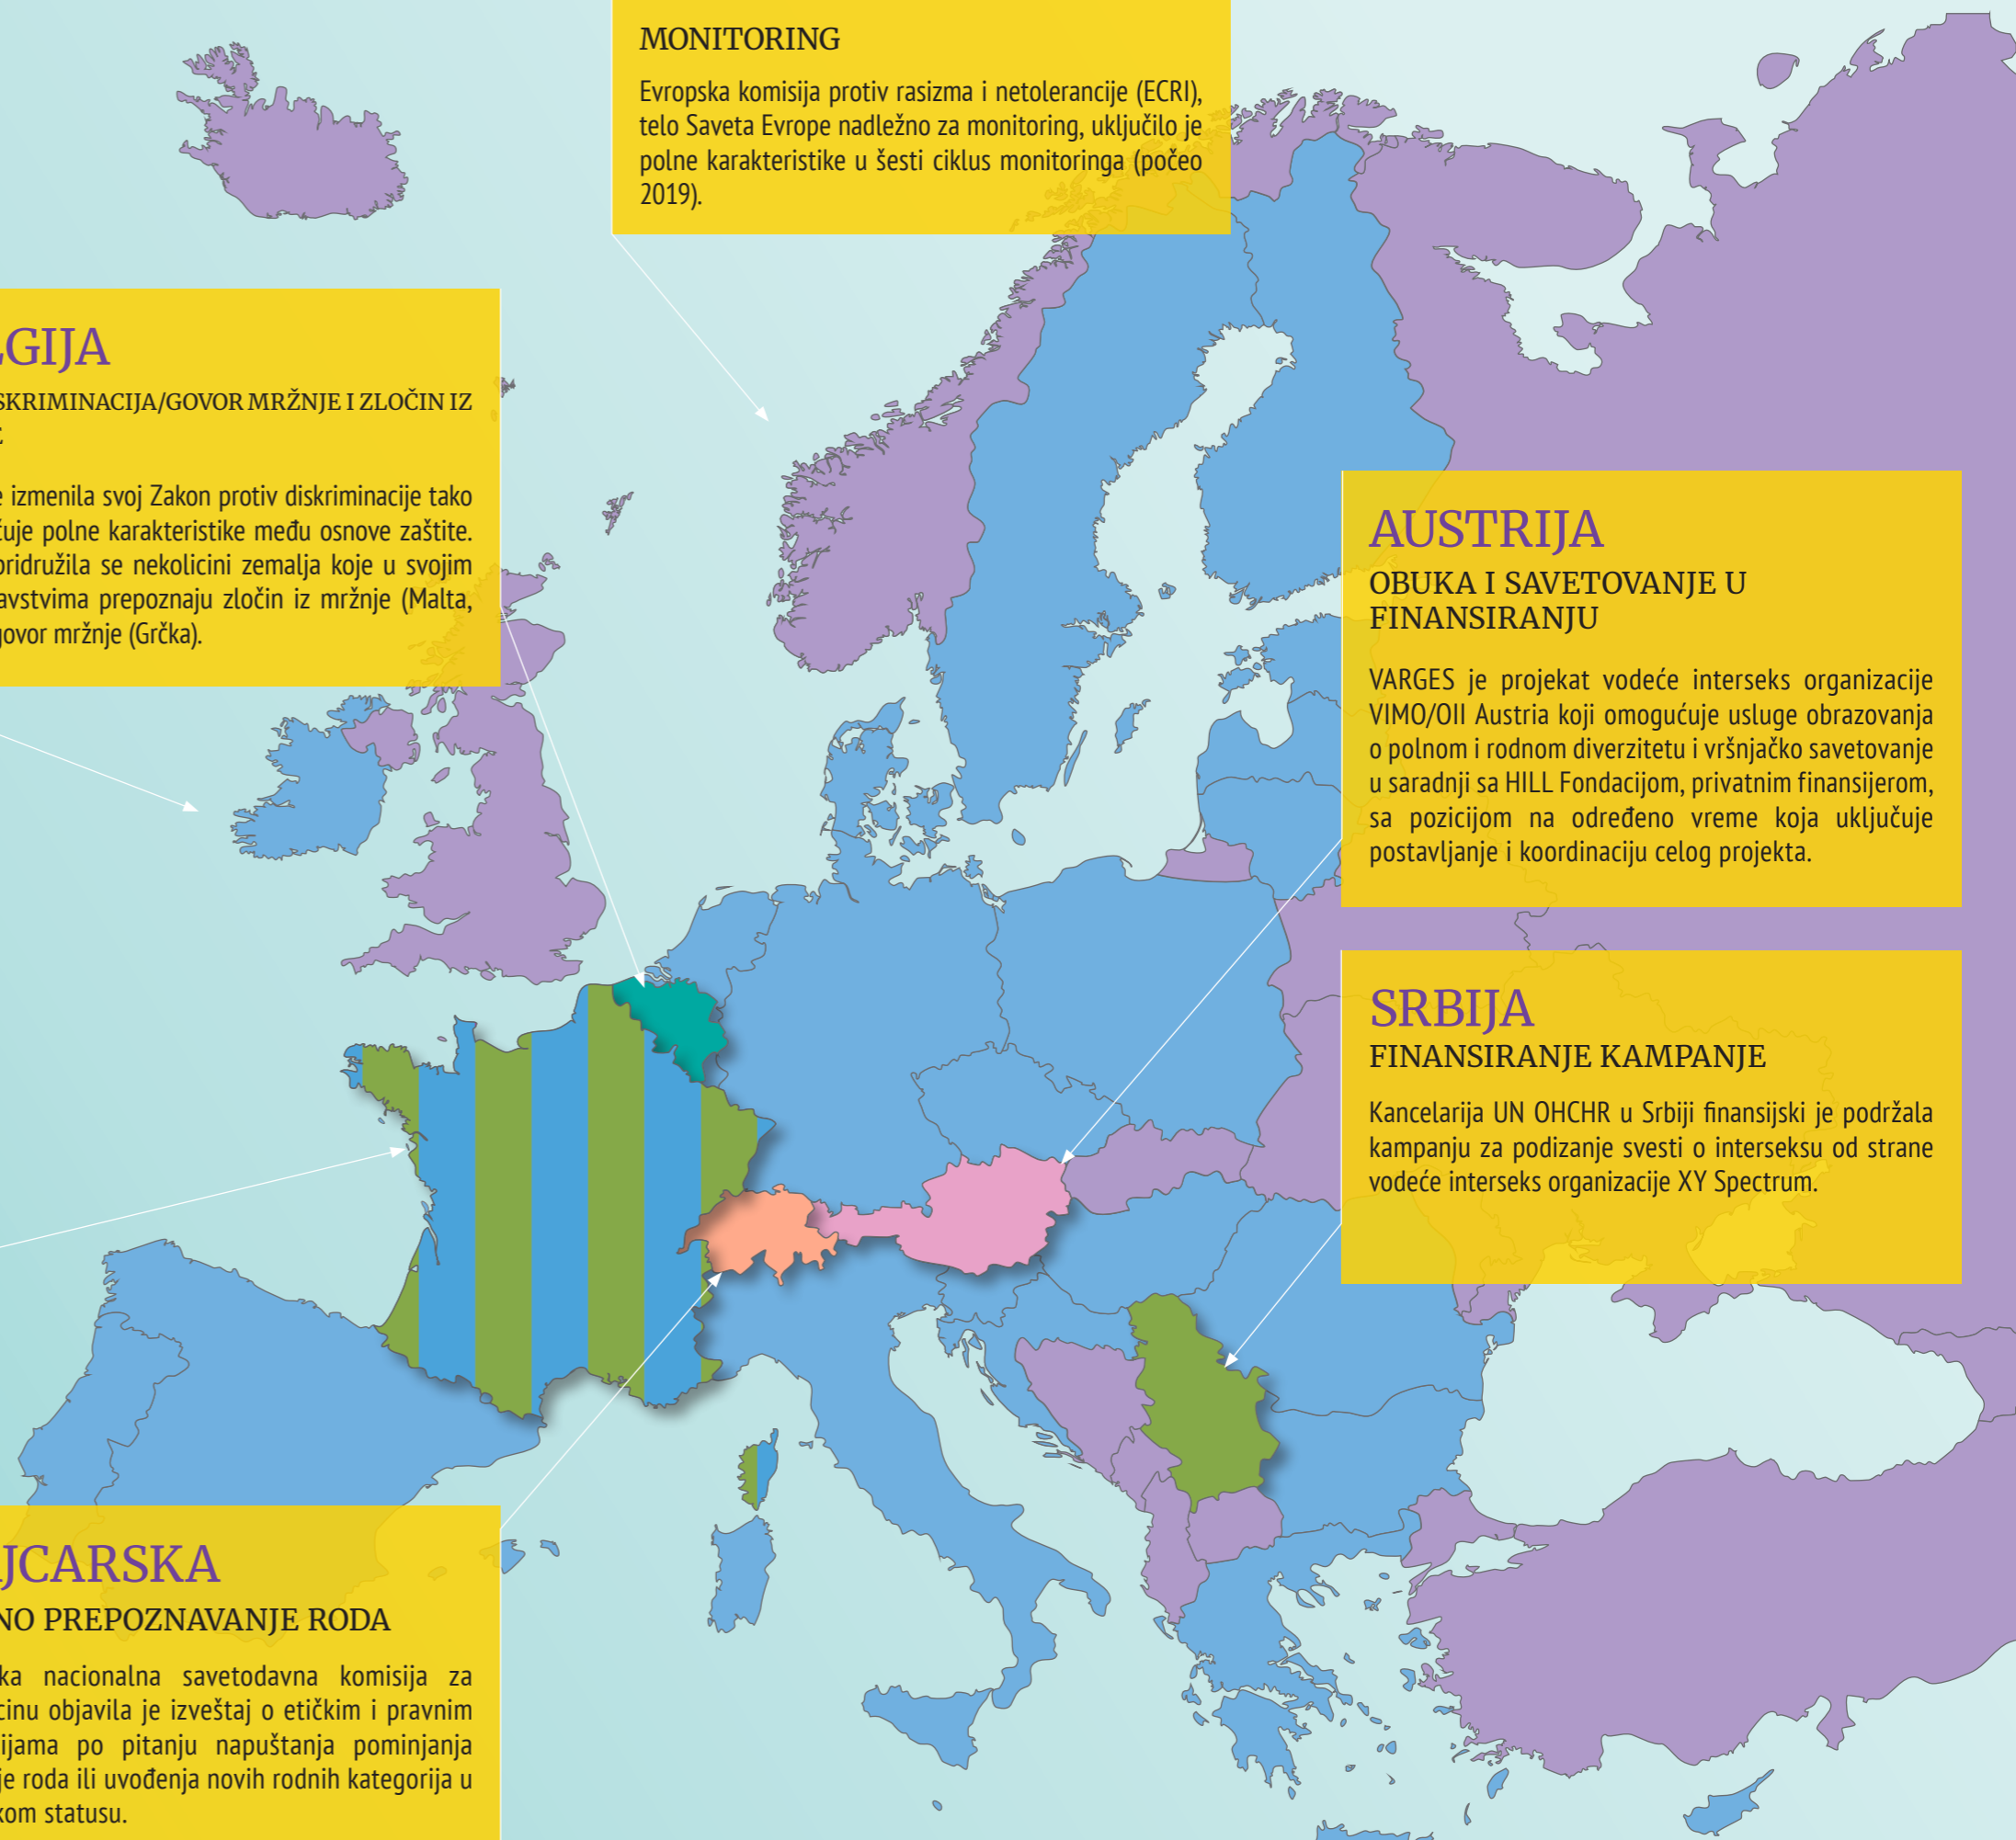 MONITORING
Evropska komisija protiv rasizma i netolerancije (ECRI),
telo Saveta Evrope nadležno za monitoring, uključilo je
polne karakteristike u šesti ciklus monitoringa (počeo
2019).
GIJA
SKRIMINACIJA/GOVOR MRŽNJE I ZLOČIN IZ
E
e izmenila svoj Zakon protiv diskriminacije tako
čuje polne karakteristike među osnove zaštite.
pridružila se nekolicini zemalja koje u svojim
avstvima prepoznaju zločin iz mržnje (Malta,
govor mržnje (Grčka).
AUSTRIJA
OBUKA I SAVETOVANJE U
FINANSIRANJU
VARGES je projekat vodeće interseks organizacije
VIMO/OII Austria koji omogućuje usluge obrazovanja
o polnom i rodnom diverzitetu i vršnjačko savetovanje
u saradnji sa HILL Fondacijom, privatnim finansijerom,
sa pozicijom na određeno vreme koja uključuje
postavljanje i koordinaciju celog projekta.
SRBIJA
FINANSIRANJE KAMPANJE
Kancelarija UN OHCHR u Srbiji finansijski je podržala
kampanju za podizanje svesti o interseksu od strane
vodeće interseks organizacije XY Spectrum.
JCARSKA
NO PREPOZNAVANJE RODA
ka nacionalna savetodavna komisija za
cinu objavila je izveštaj o etičkim i pravnim
ijama po pitanju napuštanja pominjanja
je roda ili uvođenja novih rodnih kategorija u
kom statusu.